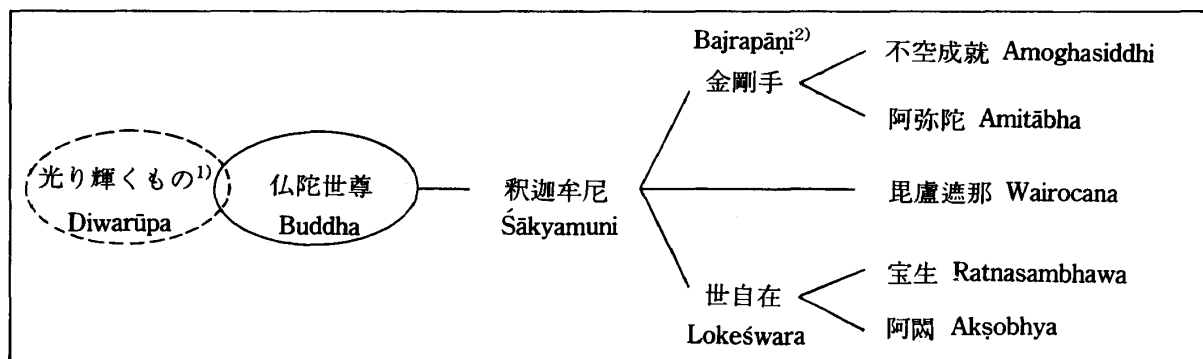 Bajrapāṇi²⁾
金剛手
不空成就 Amoghasiddhi
阿弥陀 Amitābha
光り輝くもの¹⁾
Diwarūpa
仏陀世尊
Buddha
釈迦牟尼
Śākyamuni
毘盧遮那 Wairocana
世自在
Lokeśwara
宝生 Ratnasambhawa
阿閦 Akṣobhya